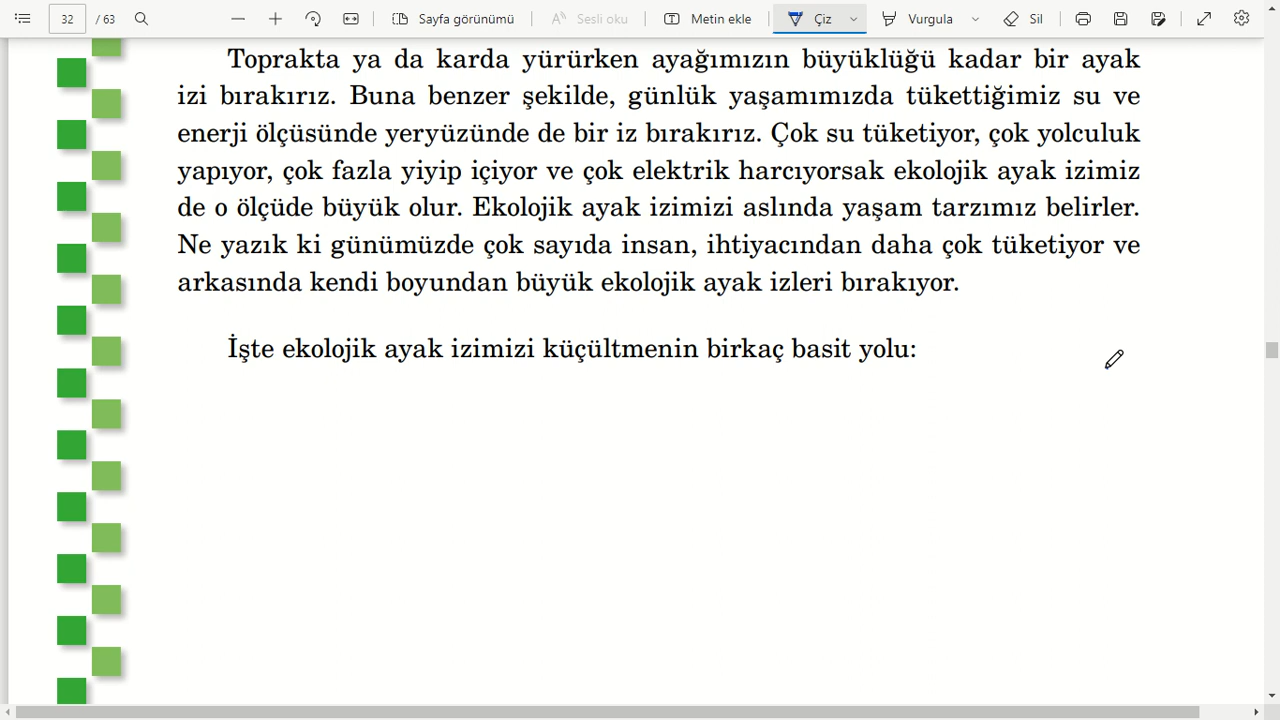 32 / 63 Sayfa görünümü Sesli oku Metin ekle Çiz Vurgula Sil
Toprakta ya da karda yürürken ayağımızın büyüklüğü kadar bir ayak
izi bırakırız. Buna benzer şekilde, günlük yaşamımızda tükettiğimiz su ve
enerji ölçüsünde yeryüzünde de bir iz bırakırız. Çok su tüketiyor, çok yolculuk
yapıyor, çok fazla yiyip içiyor ve çok elektrik harcıyorsak ekolojik ayak izimiz
de o ölçüde büyük olur. Ekolojik ayak izimizi aslında yaşam tarzımız belirler.
Ne yazık ki günümüzde çok sayıda insan, ihtiyacından daha çok tüketiyor ve
arkasında kendi boyundan büyük ekolojik ayak izleri bırakıyor.
İşte ekolojik ayak izimizi küçültmenin birkaç basit yolu: